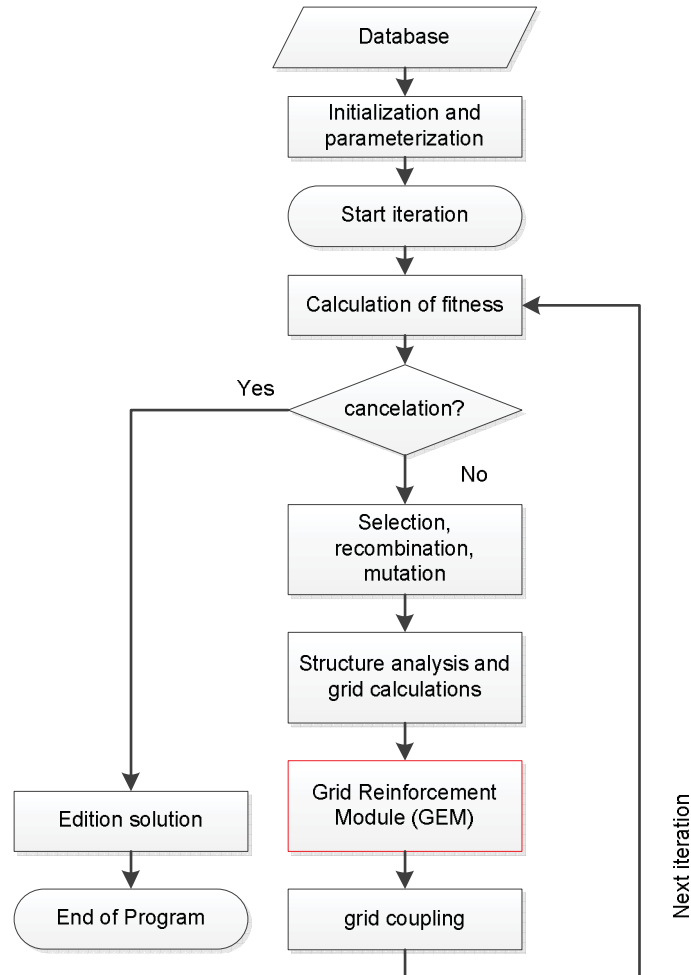 Database
Initialization and
parameterization
Start iteration
Calculation of fitness
Yes
cancelation?
No
Selection,
recombination,
mutation
Structure analysis and
grid calculations
Grid Reinforcement
Module (GEM)
Edition solution
End of Program
grid coupling
Next iteration